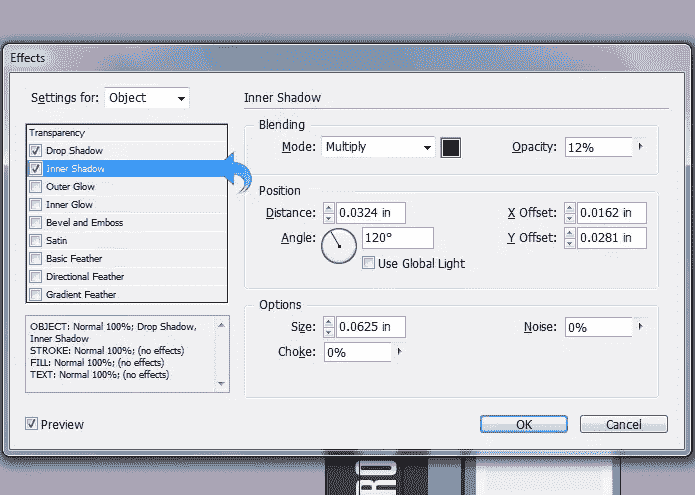 Effects
Settings for: Object
Transparency
Drop Shadow
Inner Shadow
Outer Glow
Inner Glow
Bevel and Emboss
Satin
Basic Feather
Directional Feather
Gradient Feather
OBJECT: Normal 100%; Drop Shadow,
Inner Shadow
STROKE: Normal 100%; (no effects)
FILL: Normal 100%; (no effects)
TEXT: Normal 100%; (no effects)
Preview
Inner Shadow
Blending
Mode: Multiply Opacity: 12%
Position
Distance: 0.0324 in X Offset: 0.0162 in
Angle: 120° Y Offset: 0.0281 in
Use Global Light
Options
Size: 0.0625 in Noise: 0%
Choke: 0%
OK Cancel
RO